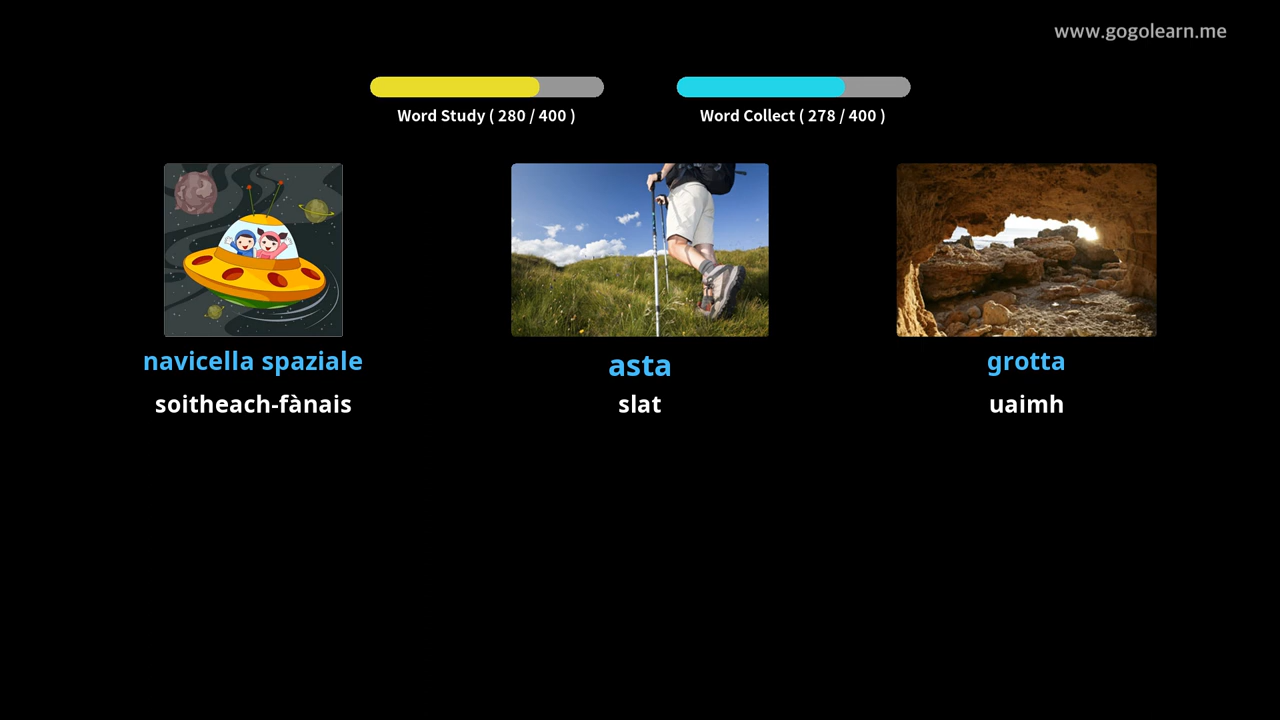 www.gogolearn.me
Word Study ( 280 / 400 )
Word Collect ( 278 / 400 )
navicella spaziale
asta
grotta
soitheach-fànais
slat
uaimh